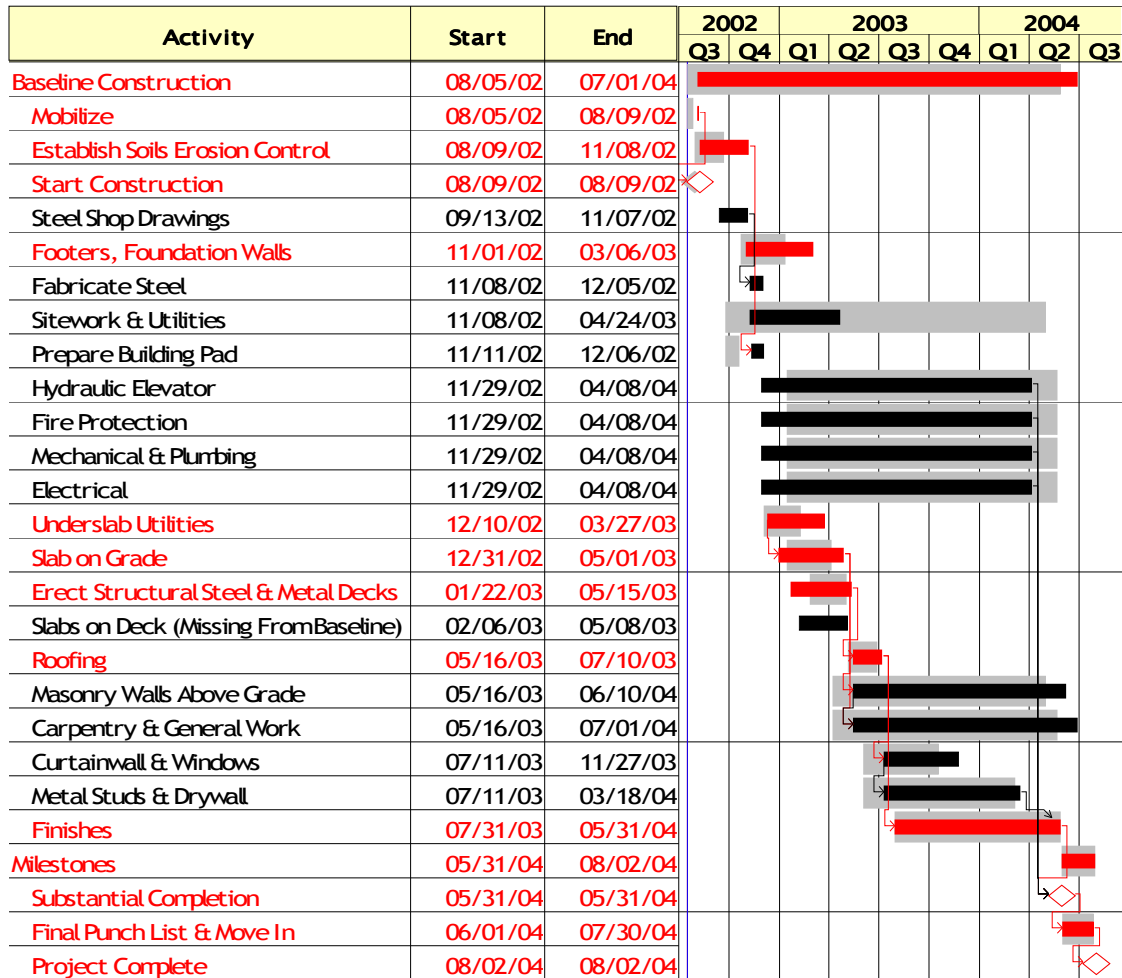 Activity Start End 2002 2003 2004
Q3 Q4 Q1 Q2 Q3 Q4 Q1 Q2 Q3
Baseline Construction 08/05/02 07/01/04
Mobilize 08/05/02 08/09/02
Establish Soils Erosion Control 08/09/02 11/08/02
Start Construction 08/09/02 08/09/02
Steel Shop Drawings 09/13/02 11/07/02
Footers, Foundation Walls 11/01/02 03/06/03
Fabricate Steel 11/08/02 12/05/02
Sitework & Utilities 11/08/02 04/24/03
Prepare Building Pad 11/11/02 12/06/02
Hydraulic Elevator 11/29/02 04/08/04
Fire Protection 11/29/02 04/08/04
Mechanical & Plumbing 11/29/02 04/08/04
Electrical 11/29/02 04/08/04
Underslab Utilities 12/10/02 03/27/03
Slab on Grade 12/31/02 05/01/03
Erect Structural Steel & Metal Decks 01/22/03 05/15/03
Slabs on Deck (Missing From Baseline) 02/06/03 05/08/03
Roofing 05/16/03 07/10/03
Masonry Walls Above Grade 05/16/03 06/10/04
Carpentry & General Work 05/16/03 07/01/04
Curtainwall & Windows 07/11/03 11/27/03
Metal Studs & Drywall 07/11/03 03/18/04
Finishes 07/31/03 05/31/04
Milestones 05/31/04 08/02/04
Substantial Completion 05/31/04 05/31/04
Final Punch List & Move In 06/01/04 07/30/04
Project Complete 08/02/04 08/02/04